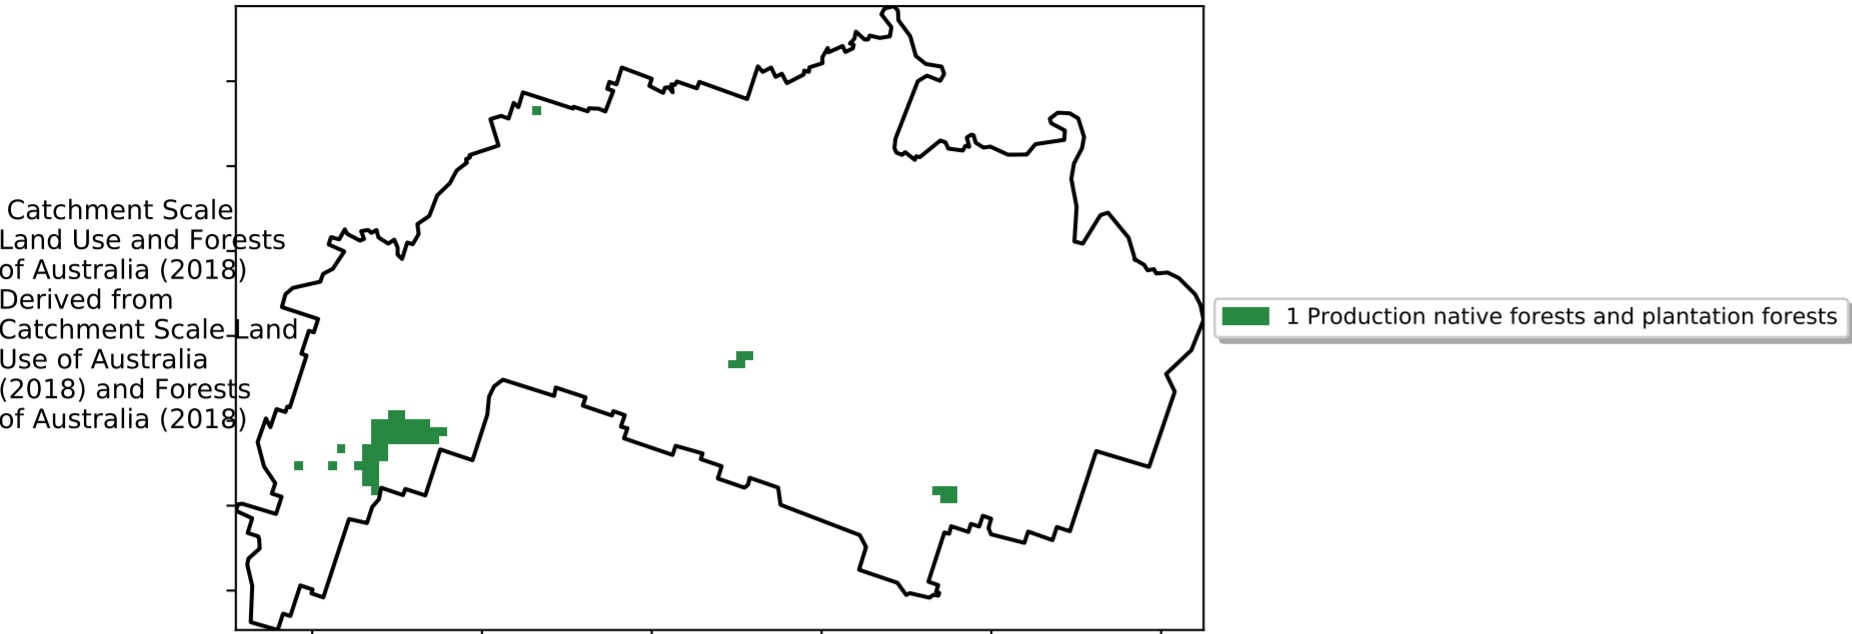 Catchment Scale
Land Use and Forests
of Australia (2018)
Derived from
Catchment Scale Land
Use of Australia
(2018) and Forests
of Australia (2018)
1 Production native forests and plantation forests